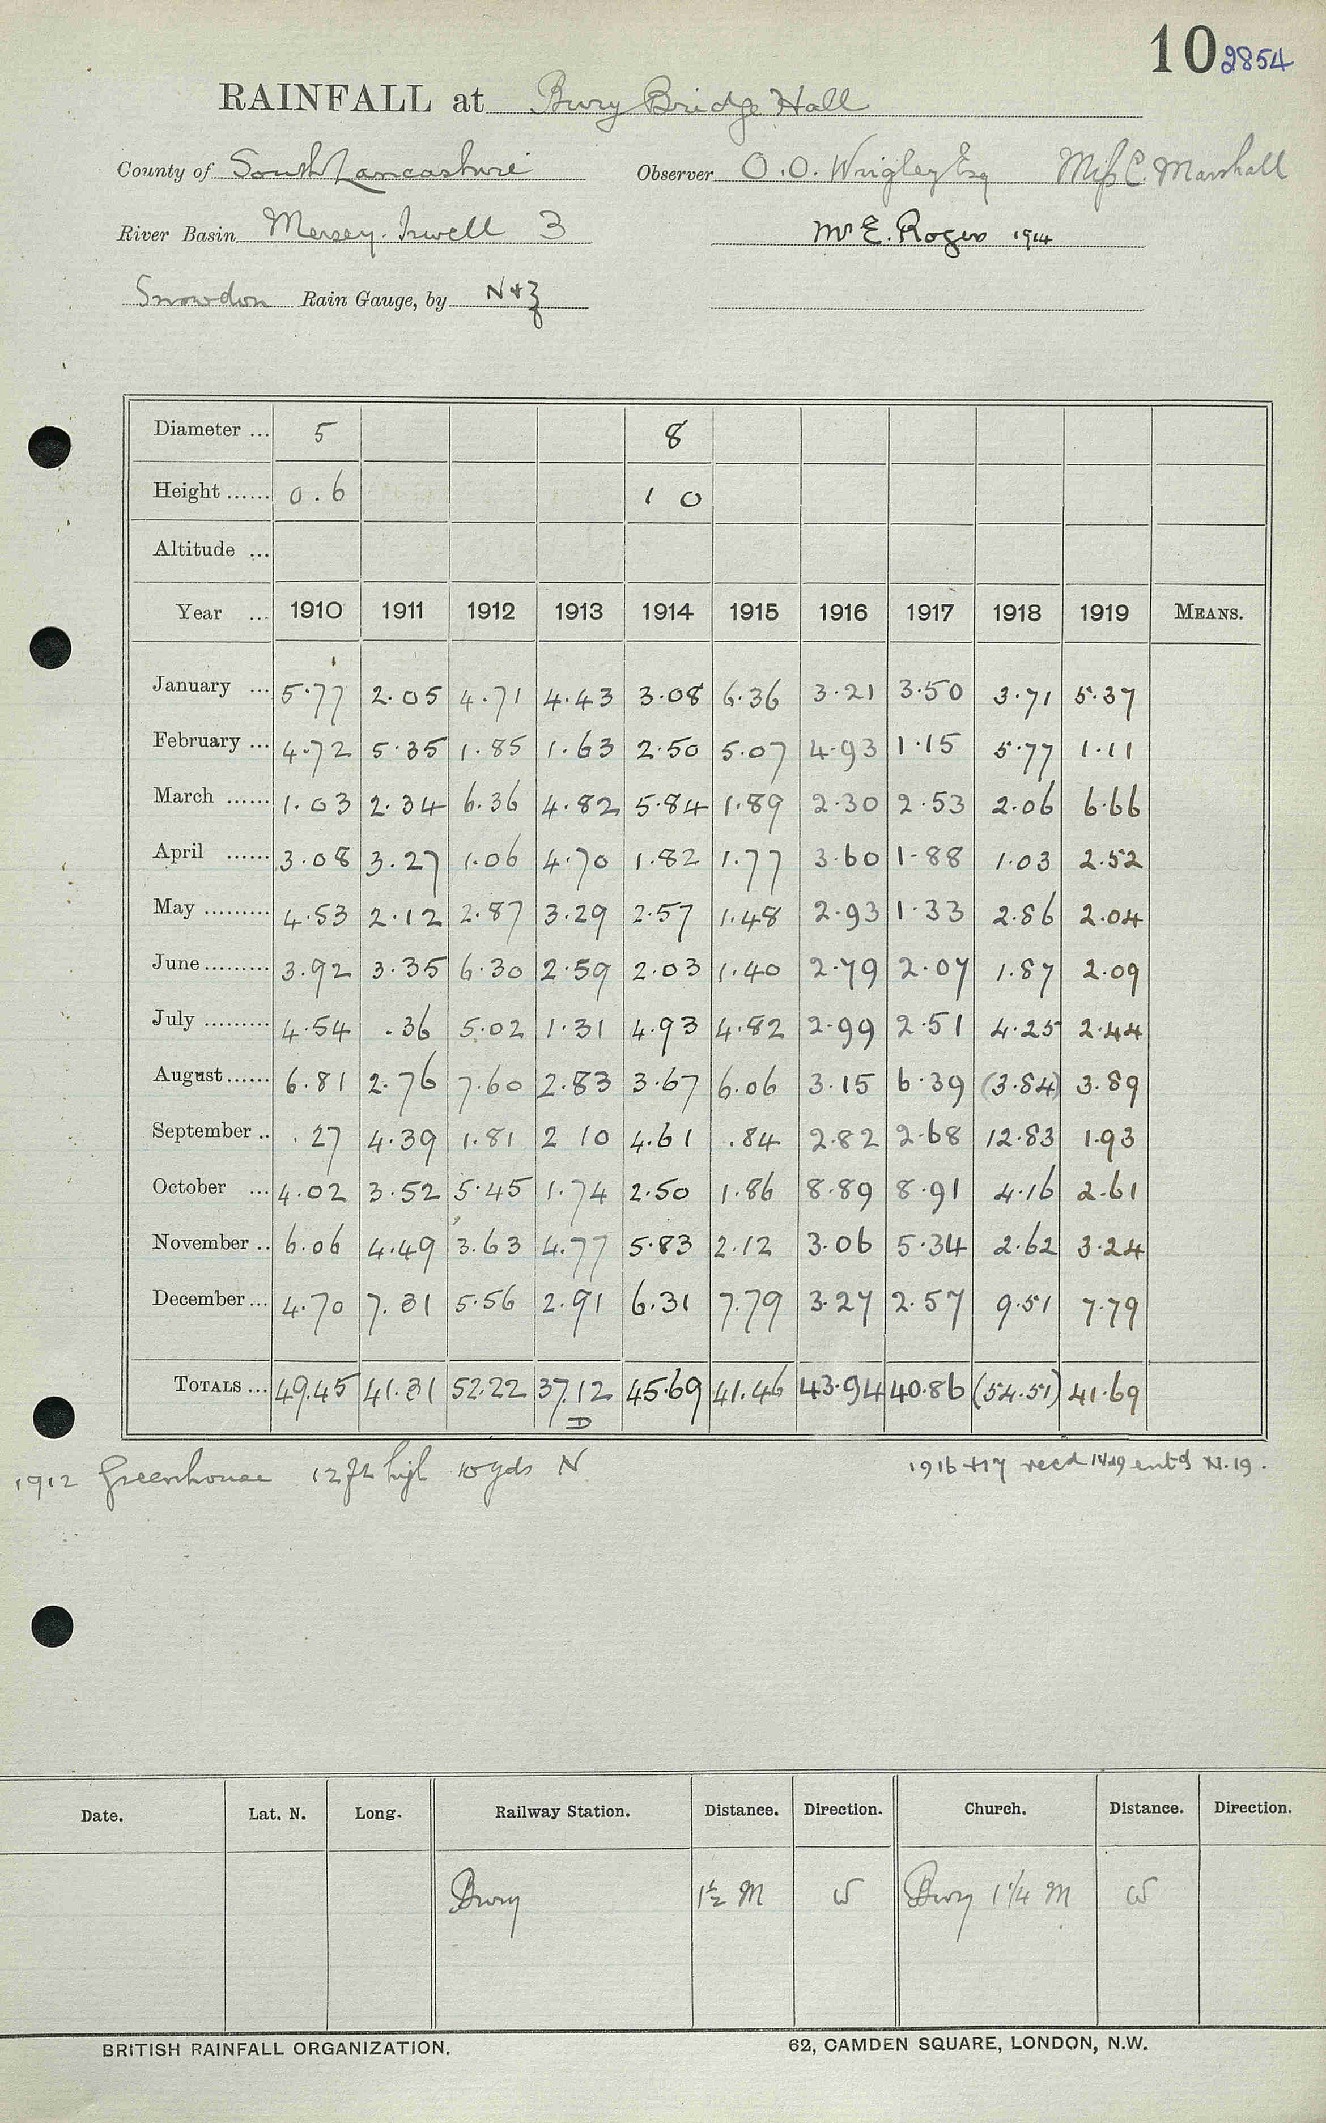 10 2854
RAINFALL at Bury Bridge Hall
County of South Lancashire Observer O.O. Wrigley Esq Miss C. Marshall
River Basin Mersey. Irwell 3 Mr E. Rogers 1914
Snowdon Rain Gauge, by N + Z
Diameter ... 5 8
Height ...... 0.6 1 0
Altitude ...
Year ... 1910 1911 1912 1913 1914 1915 1916 1917 1918 1919 MEANS.
January ... 5.77 2.05 4.71 4.43 3.08 6.36 3.21 3.50 3.71 5.37
February ... 4.72 5.35 1.85 1.63 2.50 5.07 4.93 1.15 5.77 1.11
March ...... 1.03 2.34 6.36 4.82 5.84 1.89 2.30 2.53 2.06 6.66
April ...... 3.08 3.27 1.06 4.70 1.82 1.77 3.60 1.88 1.03 2.52
May ......... 4.53 2.12 2.87 3.29 2.57 1.48 2.93 1.33 2.86 2.04
June ......... 3.92 3.35 6.30 2.59 2.03 1.40 2.79 2.07 1.87 2.09
July ......... 4.54 .36 5.02 1.31 4.93 4.82 2.99 2.51 4.25 2.44
August ...... 6.81 2.76 7.60 2.83 3.67 6.06 3.15 6.39 (3.84) 3.89
September .. .27 4.39 1.81 2 10 4.61 .84 2.82 2.68 12.83 1.93
October ... 4.02 3.52 5.45 1.74 2.50 1.86 8.89 8.91 4.16 2.61
November .. 6.06 4.49 3.63 4.77 5.83 2.12 3.06 5.34 2.62 3.24
December ... 4.70 7.31 5.56 2.91 6.31 7.79 3.27 2.57 9.51 7.79
TOTALS ... 49.45 41.31 52.22 37.12 45.69 41.46 43.94 40.86 (54.51) 41.69
D
1912 Greenhouse 12 ft high 10 yds N 1916 + 17 recd entd N.19.
Date. Lat. N. Long. Railway Station. Distance. Direction. Church. Distance. Direction.
Bury 1½ M W Bury 1¼ M W
BRITISH RAINFALL ORGANIZATION. 62, CAMDEN SQUARE, LONDON, N.W.